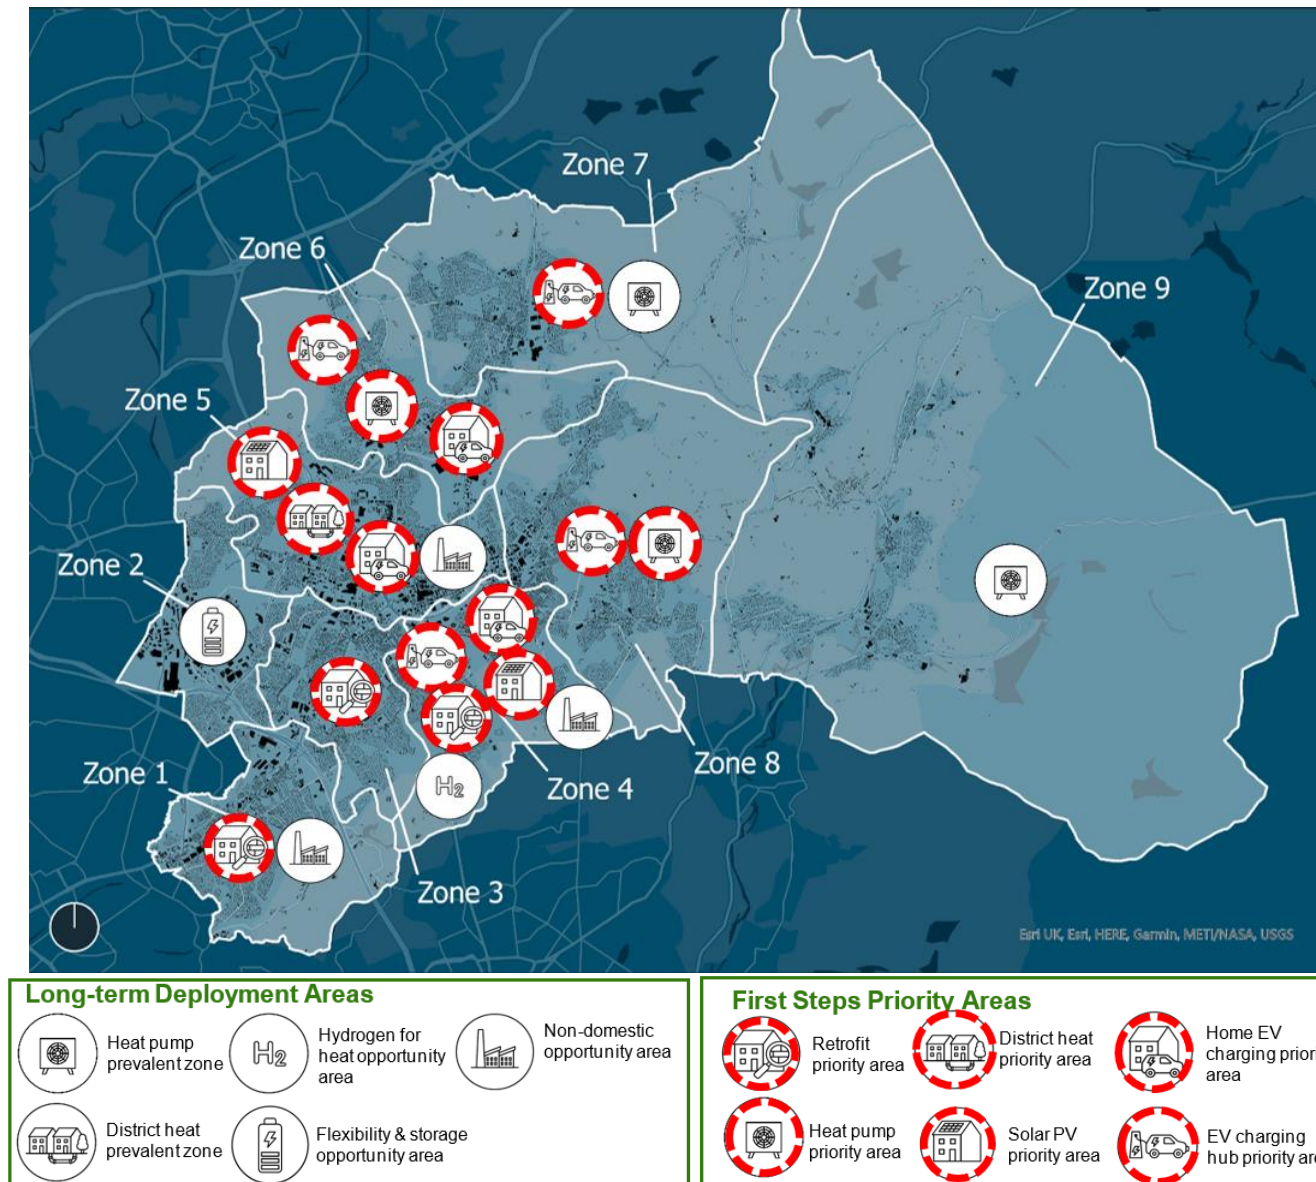 Zone 7
Zone 6
Zone 9
Zone 5
Zone 2
Zone 8
Zone 1
Zone 4
H₂
Zone 3
Esri UK, Esri, HERE, Garmin, METI/NASA, USGS
Long-term Deployment Areas
Heat pump
prevalent zone
H₂
Hydrogen for
heat opportunity
area
Non-domestic
opportunity area
District heat
prevalent zone
Flexibility & storage
opportunity area
First Steps Priority Areas
Retrofit
priority area
District heat
priority area
Home EV
charging prior
area
Heat pump
priority area
Solar PV
priority area
EV charging
hub priority are